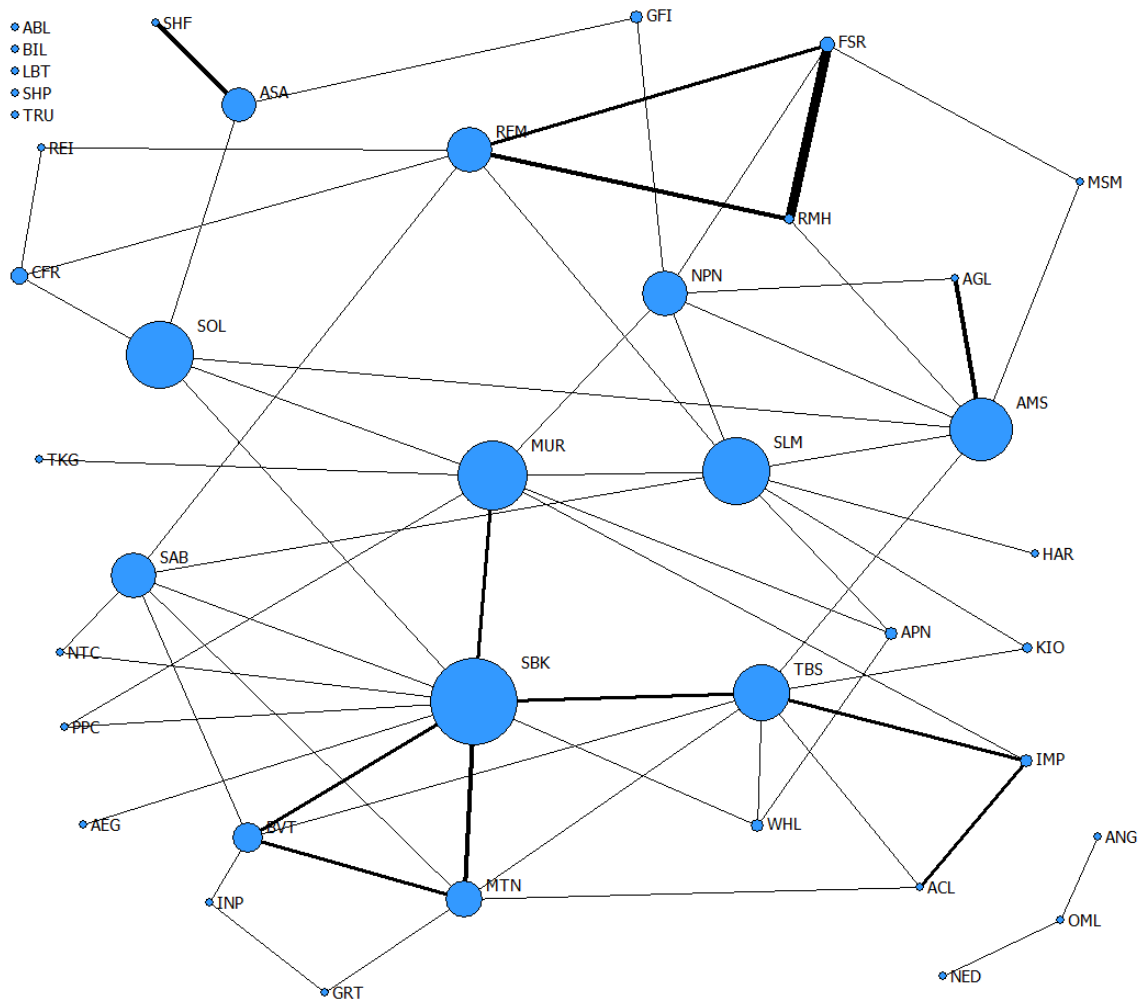 SHF
GFI
ABL
BIL
LBT
SHP
TRU
FSR
ASA
REM
REI
MSM
RMH
CFR
NPN
AGL
SOL
AMS
MUR
SLM
TKG
SAB
HAR
NTC
APN
KIO
SBK
TBS
PPC
IMP
AEG
BVT
WHL
ANG
MTN
ACL
INP
OML
NED
GRT